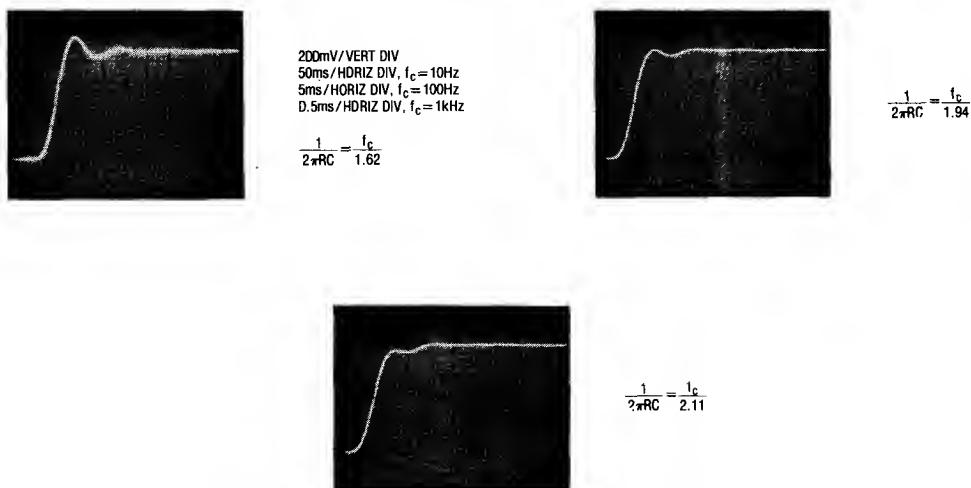 200mV/VERT DIV
50ms/HORIZ DIV, fc=10Hz
5ms/HORIZ DIV, fc=100Hz
0.5ms/HORIZ DIV, fc=1kHz
1/2πRC = fc/1.62
1/2πRC = fc/1.94
1/2πRC = fc/2.11